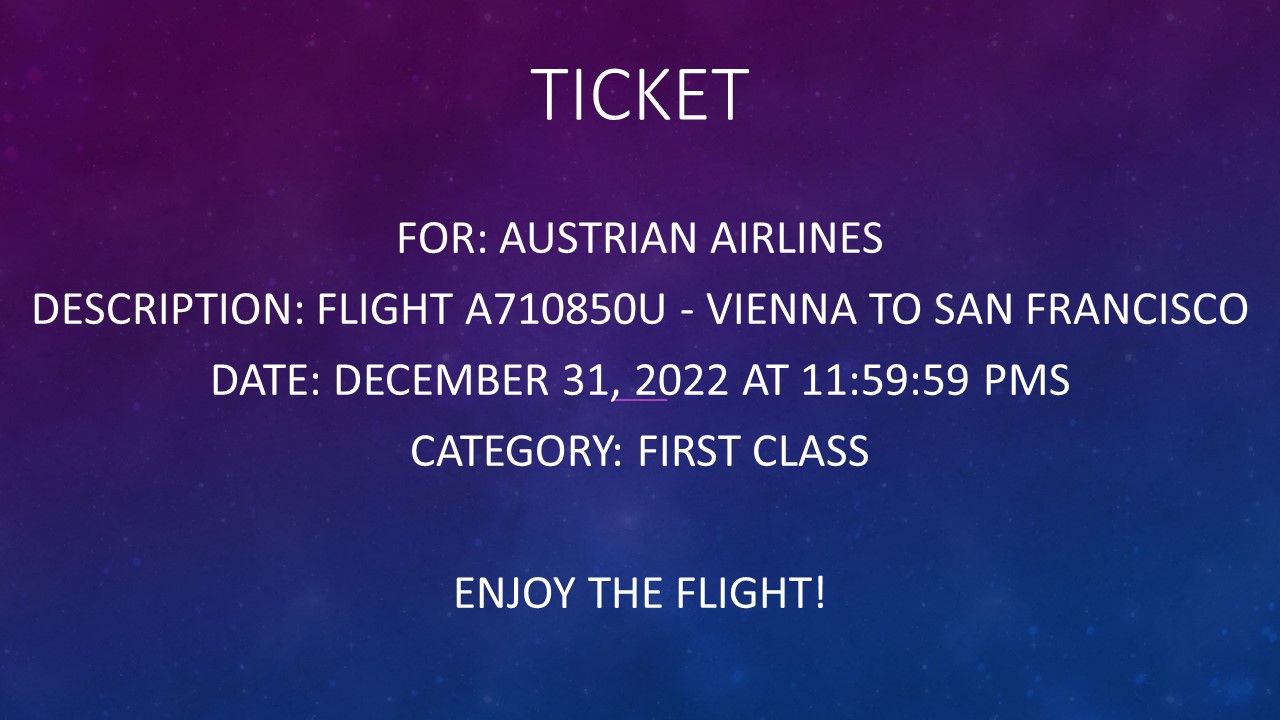 TICKET
FOR: AUSTRIAN AIRLINES
DESCRIPTION: FLIGHT A710850U - VIENNA TO SAN FRANCISCO
DATE: DECEMBER 31, 2022 AT 11:59:59 PMS
CATEGORY: FIRST CLASS
ENJOY THE FLIGHT!